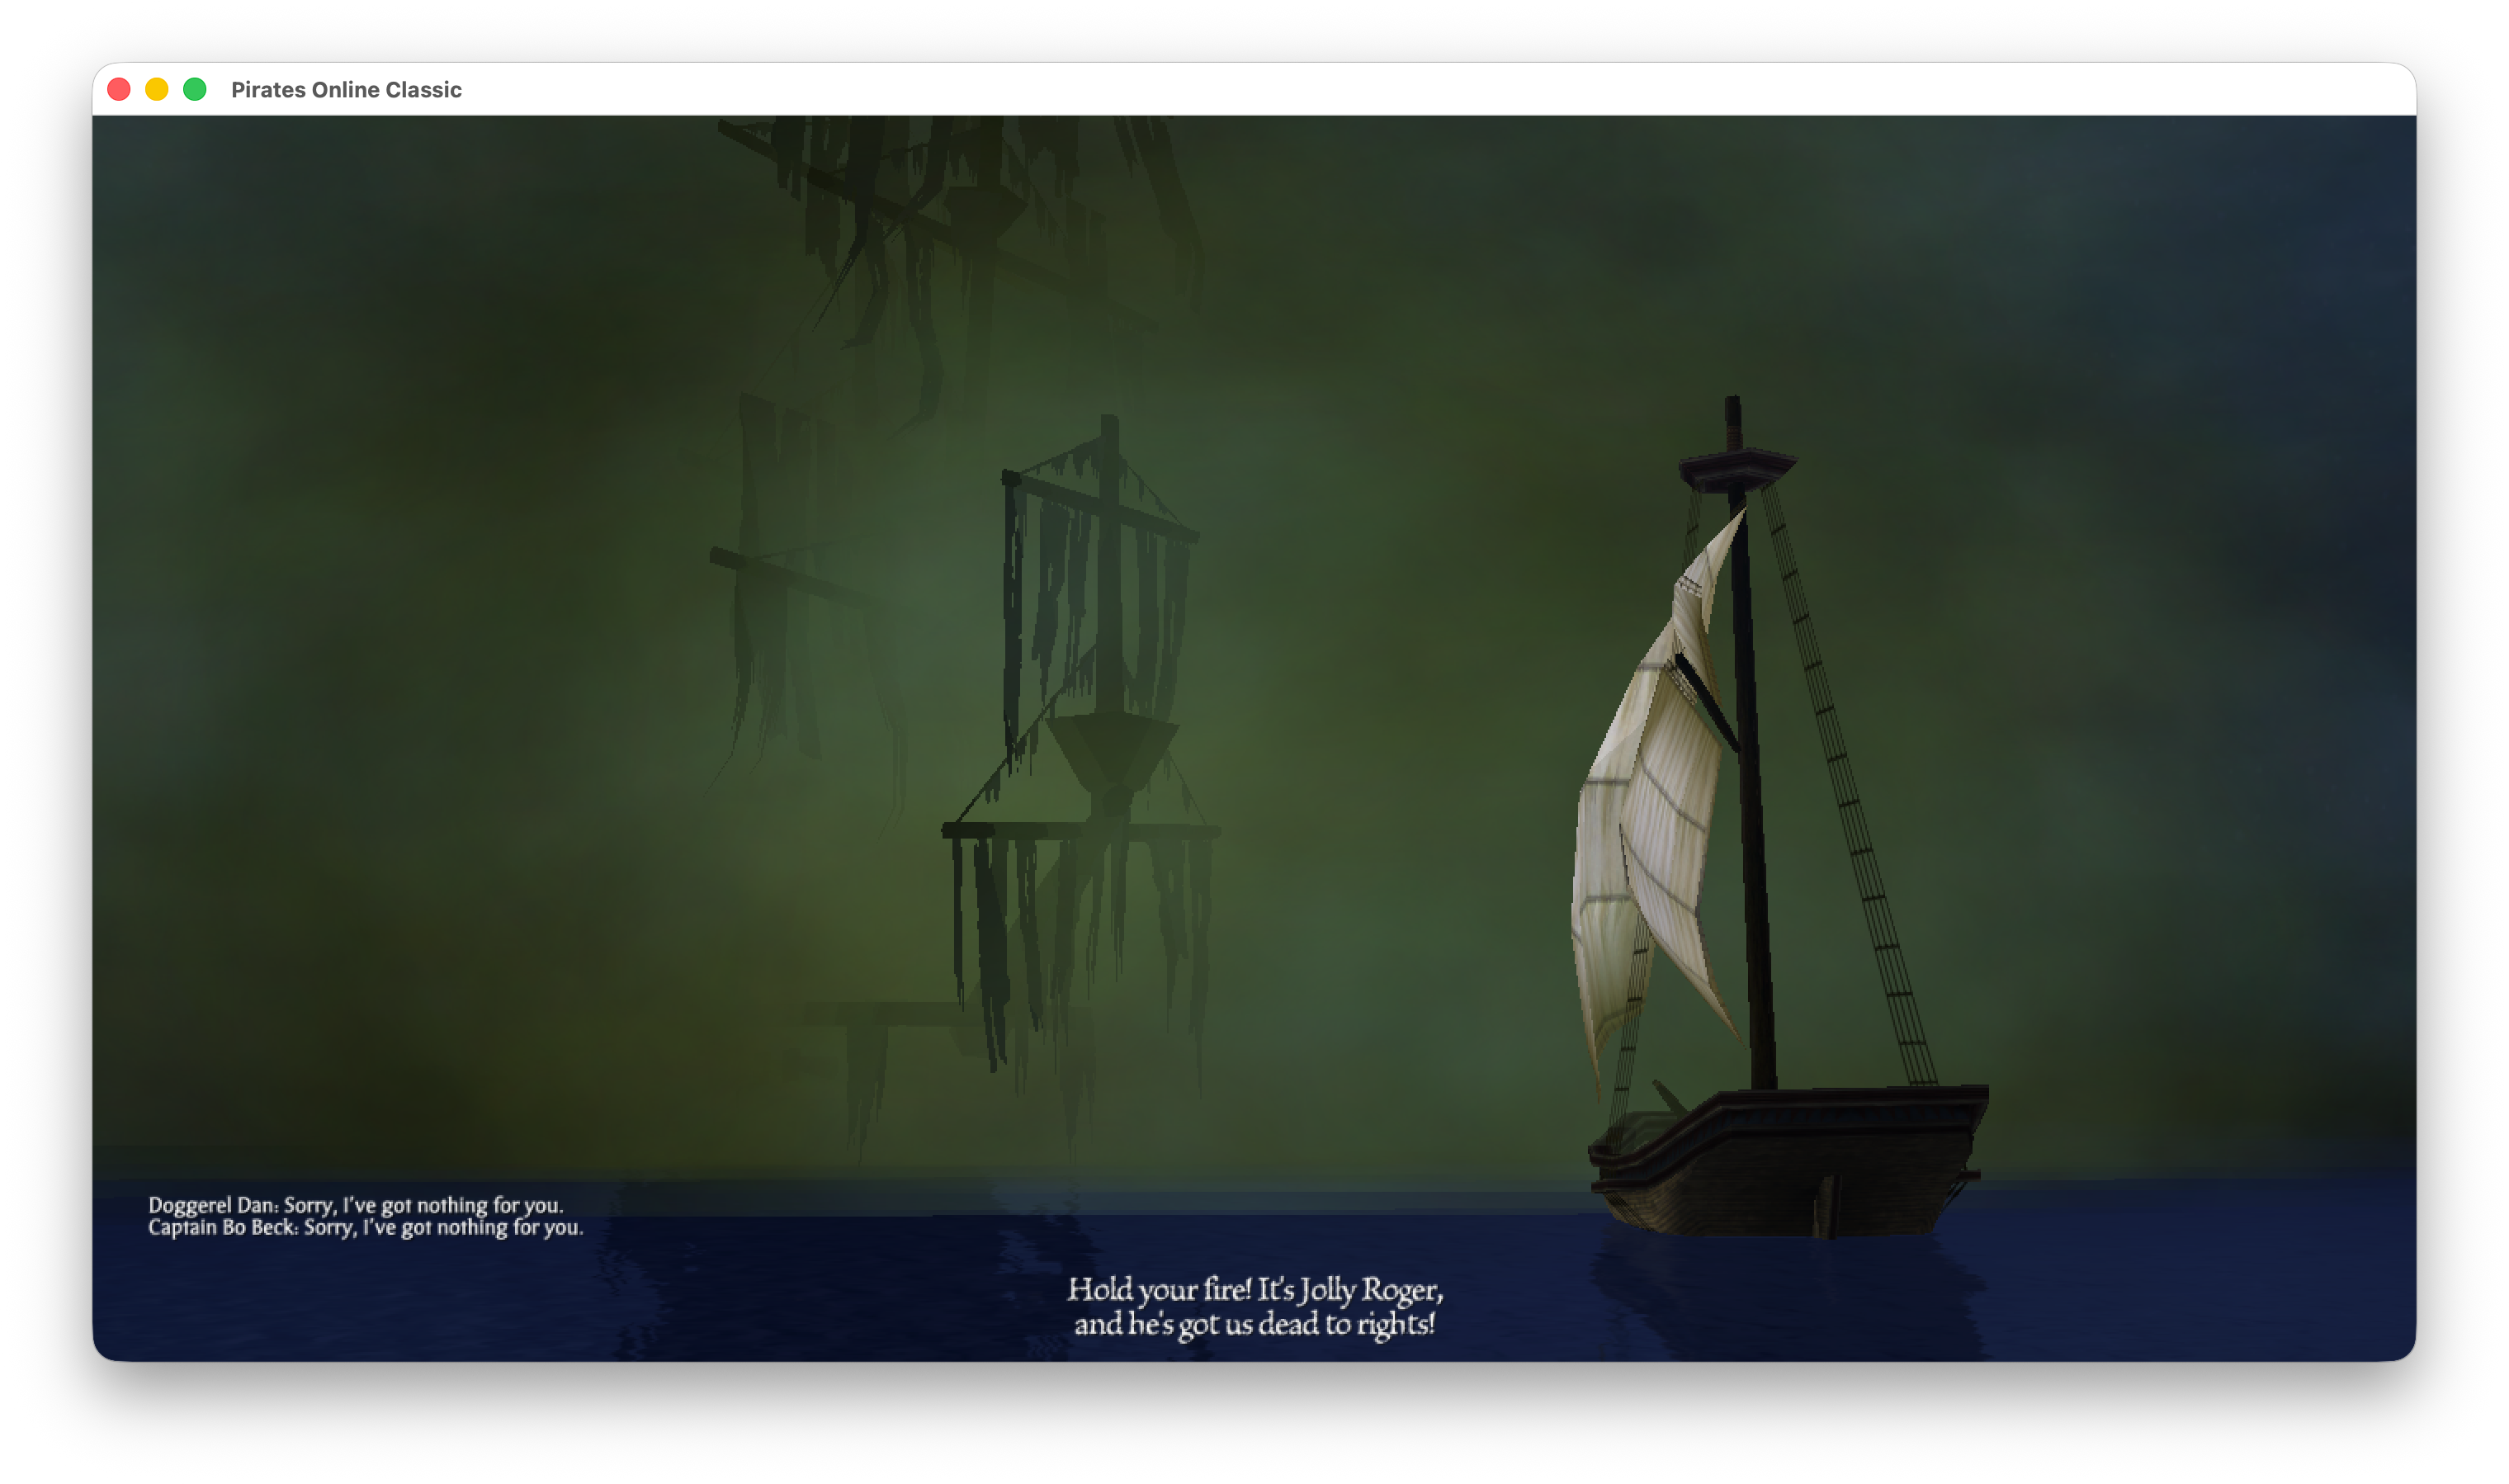 Pirates Online Classic
Doggerel Dan: Sorry, I've got nothing for you.
Captain Bo Beck: Sorry, I've got nothing for you.
Hold your fire! It's Jolly Roger,
and he's got us dead to rights!